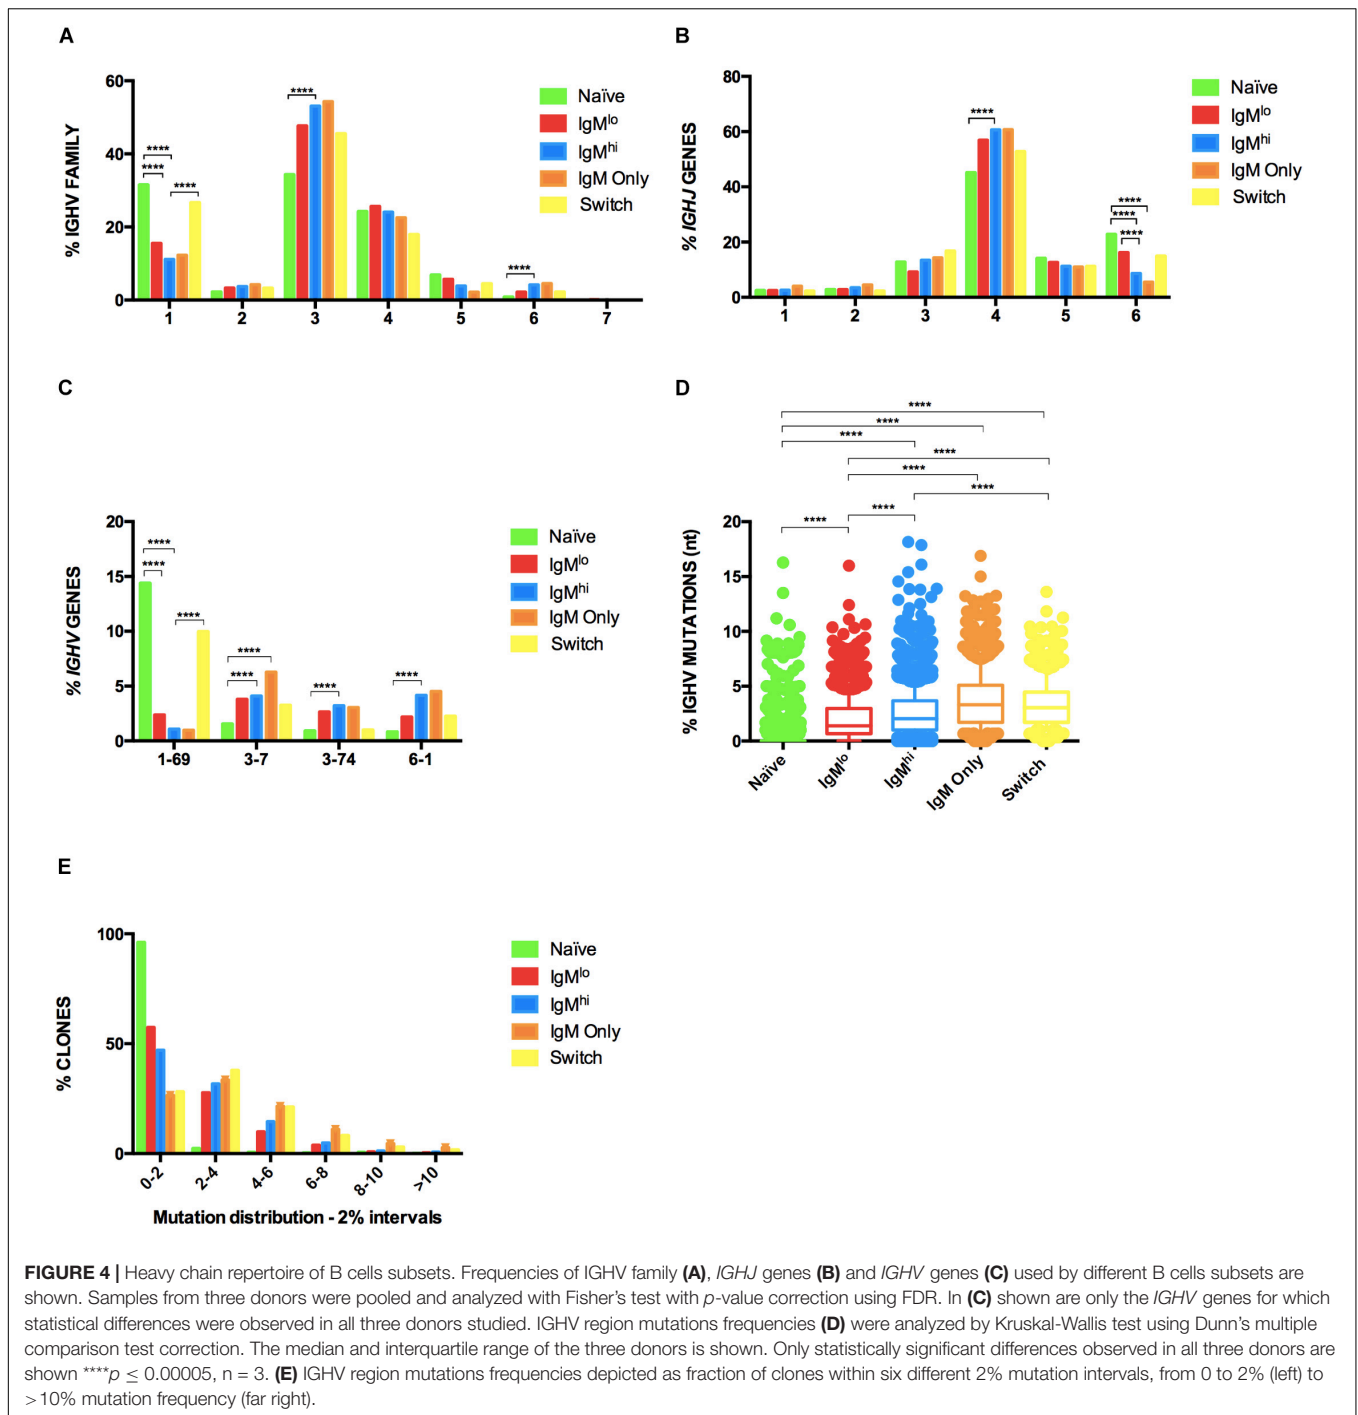 A
% IGHV FAMILY
60
40
20
0
****
****
****
****
****
1 2 3 4 5 6 7
Naïve
IgMlo
IgMhi
IgM Only
Switch
B
% IGHJ GENES
80
60
40
20
0
****
****
****
****
1 2 3 4 5 6
Naïve
IgMlo
IgMhi
IgM Only
Switch
C
% IGHV GENES
20
15
10
5
0
****
****
****
****
****
****
****
1-69 3-7 3-74 6-1
Naïve
IgMlo
IgMhi
IgM Only
Switch
D
% IGHV MUTATIONS (nt)
20
15
10
5
0
****
****
****
****
****
****
****
****
Naïve IgMlo IgMhi IgM Only Switch
E
% CLONES
100
50
0
0-2 2-4 4-6 6-8 8-10 >10
Mutation distribution - 2% intervals
Naïve
IgMlo
IgMhi
IgM Only
Switch
FIGURE 4 | Heavy chain repertoire of B cells subsets. Frequencies of IGHV family (A), IGHJ genes (B) and IGHV genes (C) used by different B cells subsets are
shown. Samples from three donors were pooled and analyzed with Fisher's test with p-value correction using FDR. In (C) shown are only the IGHV genes for which
statistical differences were observed in all three donors studied. IGHV region mutations frequencies (D) were analyzed by Kruskal-Wallis test using Dunn's multiple
comparison test correction. The median and interquartile range of the three donors is shown. Only statistically significant differences observed in all three donors are
shown ****p ≤ 0.00005, n = 3. (E) IGHV region mutations frequencies depicted as fraction of clones within six different 2% mutation intervals, from 0 to 2% (left) to
>10% mutation frequency (far right).